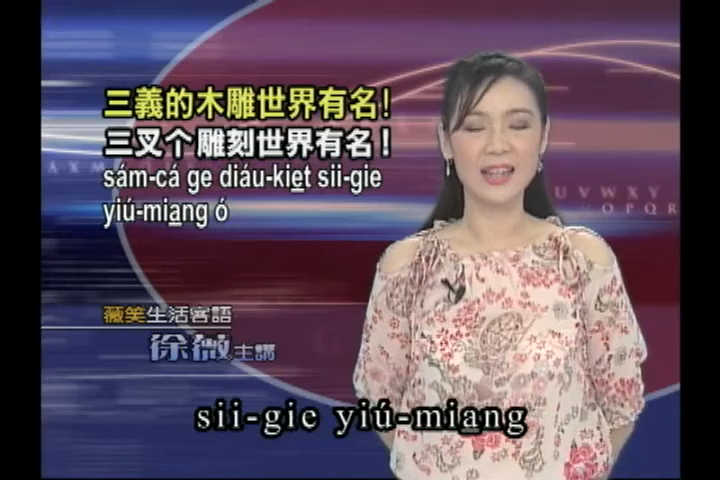 三義的木雕世界有名!
三叉个雕刻世界有名!
sám-cá ge diáu-kiet sii-gie
yiú-miang ó
A X M
U V W X Y
O P Q R
薇笑生活客語
徐薇主講
sii-gie yiú-miang